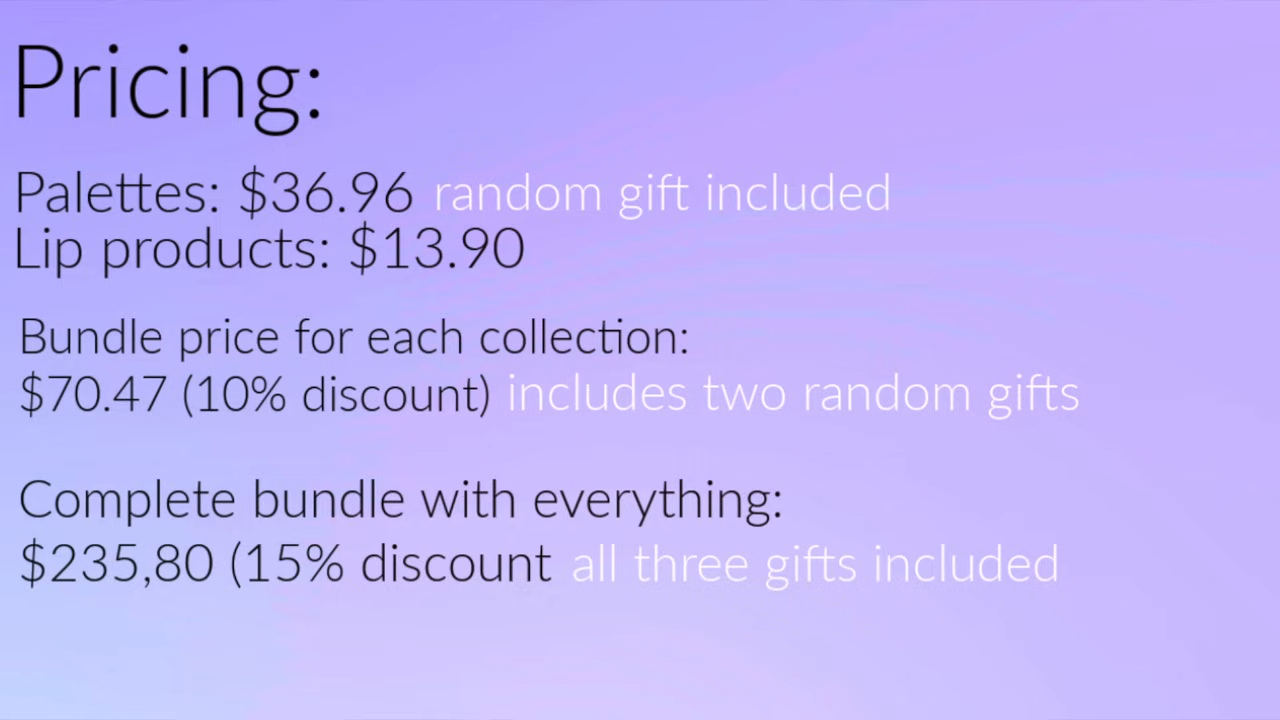 Pricing:
Palettes: $36.96 random gift included
Lip products: $13.90
Bundle price for each collection:
$70.47 (10% discount) includes two random gifts
Complete bundle with everything:
$235,80 (15% discount all three gifts included